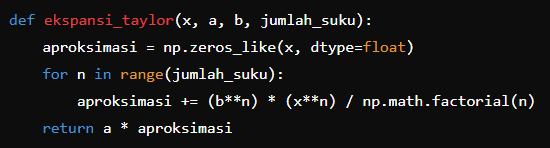 def ekspansi_taylor(x, a, b, jumlah_suku):
    aproksimasi = np.zeros_like(x, dtype=float)
    for n in range(jumlah_suku):
        aproksimasi += (b**n) * (x**n) / np.math.factorial(n)
    return a * aproksimasi